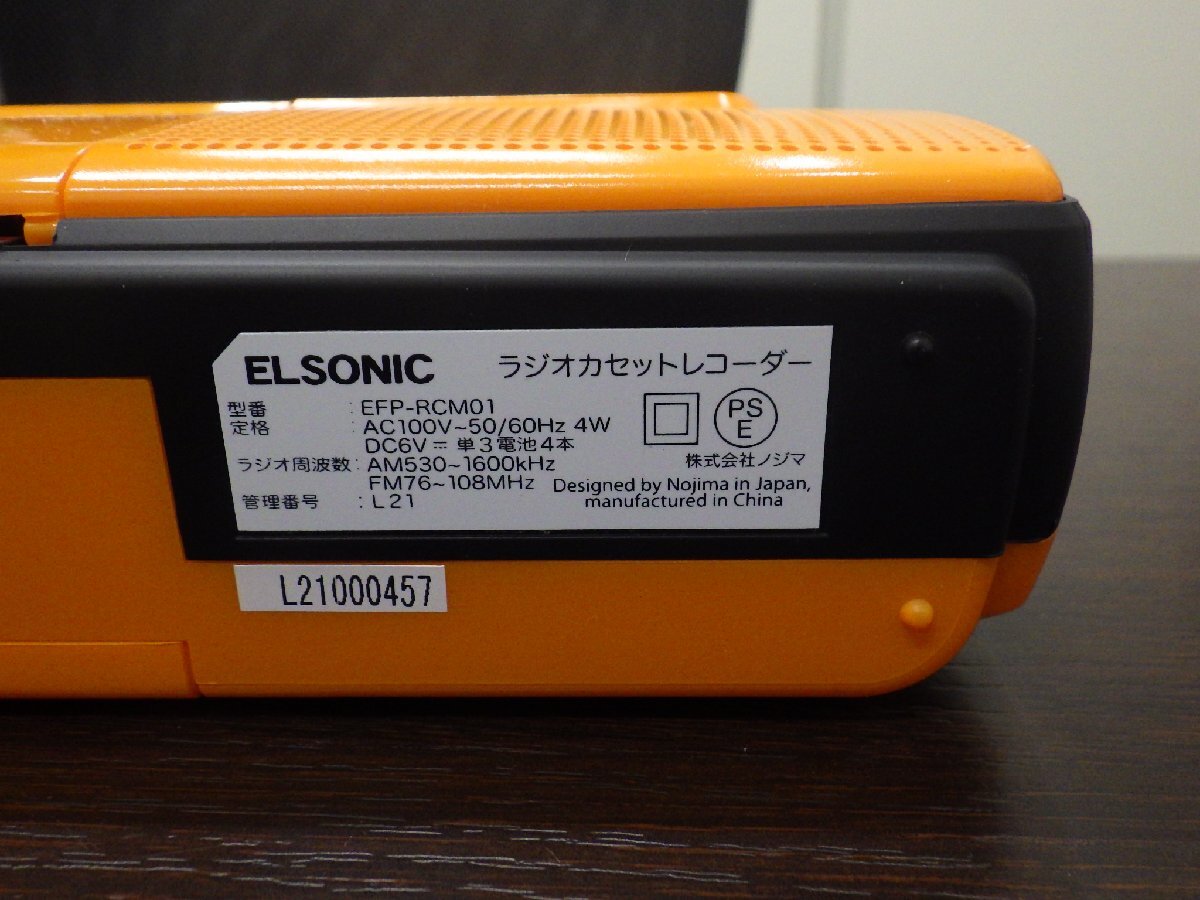 ELSONIC ラジオカセットレコーダー
型番 : EFP-RCM01
定格 : AC100V~50/60Hz 4W
DC6V⎓単3電池4本
ラジオ周波数 : AM530~1600kHz
FM76~108MHz
管理番号 : L21
PS
E
株式会社ノジマ
Designed by Nojima in Japan,
manufactured in China
L21000457